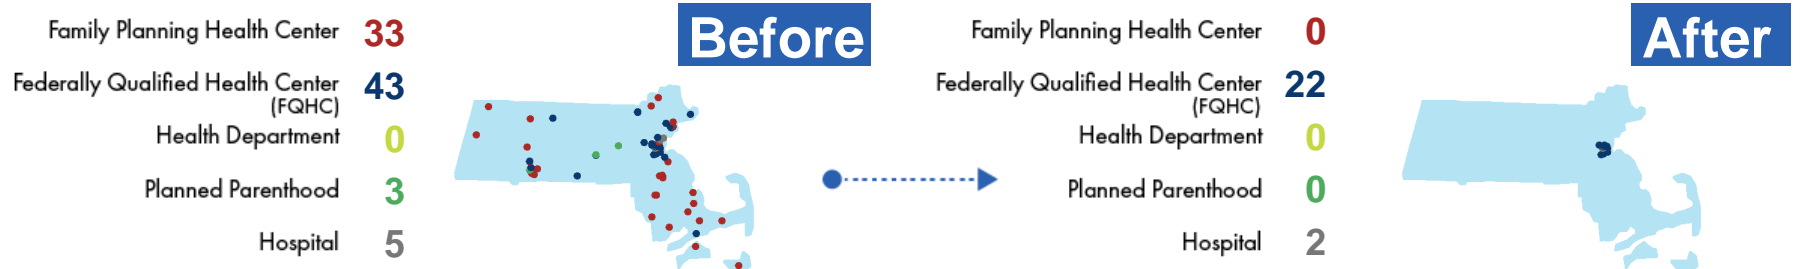 Before
Family Planning Health Center 33
Federally Qualified Health Center 43
(FQHC)
Health Department 0
Planned Parenthood 3
Hospital 5
After
Family Planning Health Center 0
Federally Qualified Health Center 22
(FQHC)
Health Department 0
Planned Parenthood 0
Hospital 2